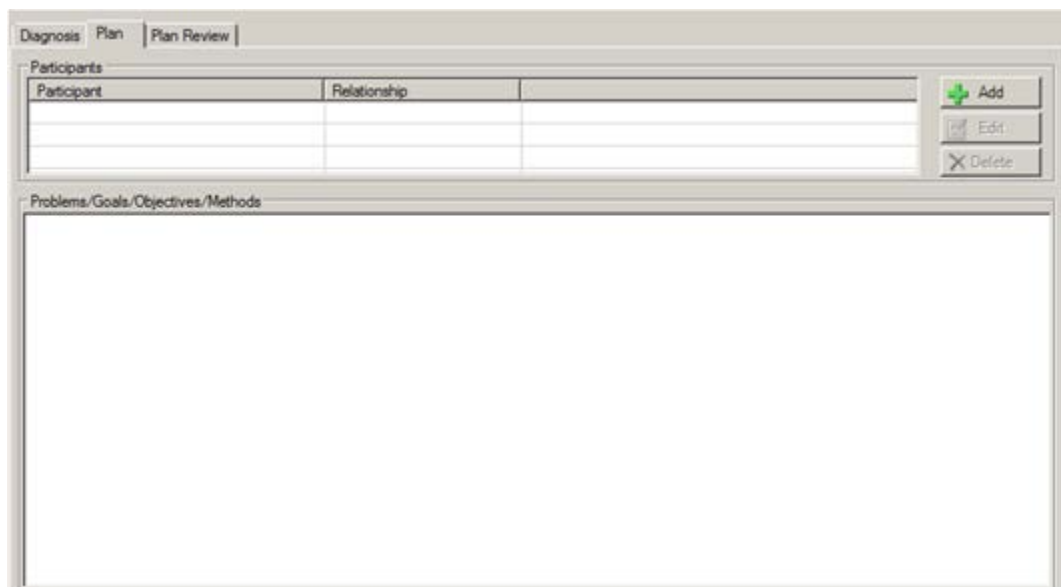 Diagnosis Plan Plan Review
Participants
Participant Relationship
Add
Edit
Delete
Problems/Goals/Objectives/Methods